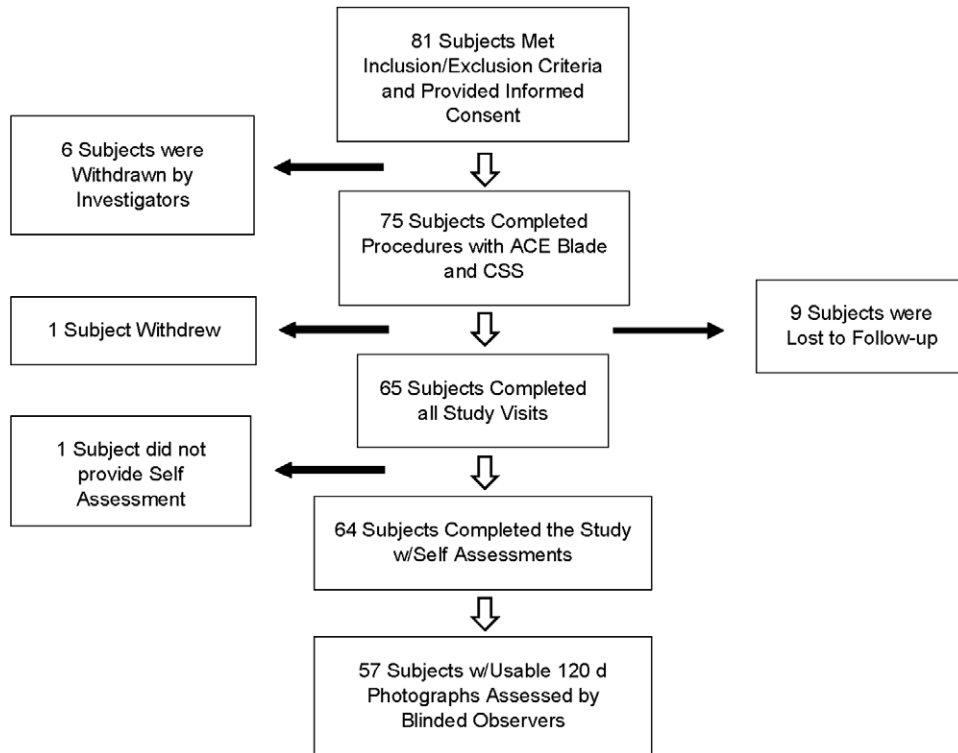 81 Subjects Met
Inclusion/Exclusion Criteria
and Provided Informed
Consent
6 Subjects were
Withdrawn by
Investigators
75 Subjects Completed
Procedures with ACE Blade
and CSS
1 Subject Withdrew
9 Subjects were
Lost to Follow-up
65 Subjects Completed
all Study Visits
1 Subject did not
provide Self
Assessment
64 Subjects Completed the Study
w/Self Assessments
57 Subjects w/Usable 120 d
Photographs Assessed by
Blinded Observers